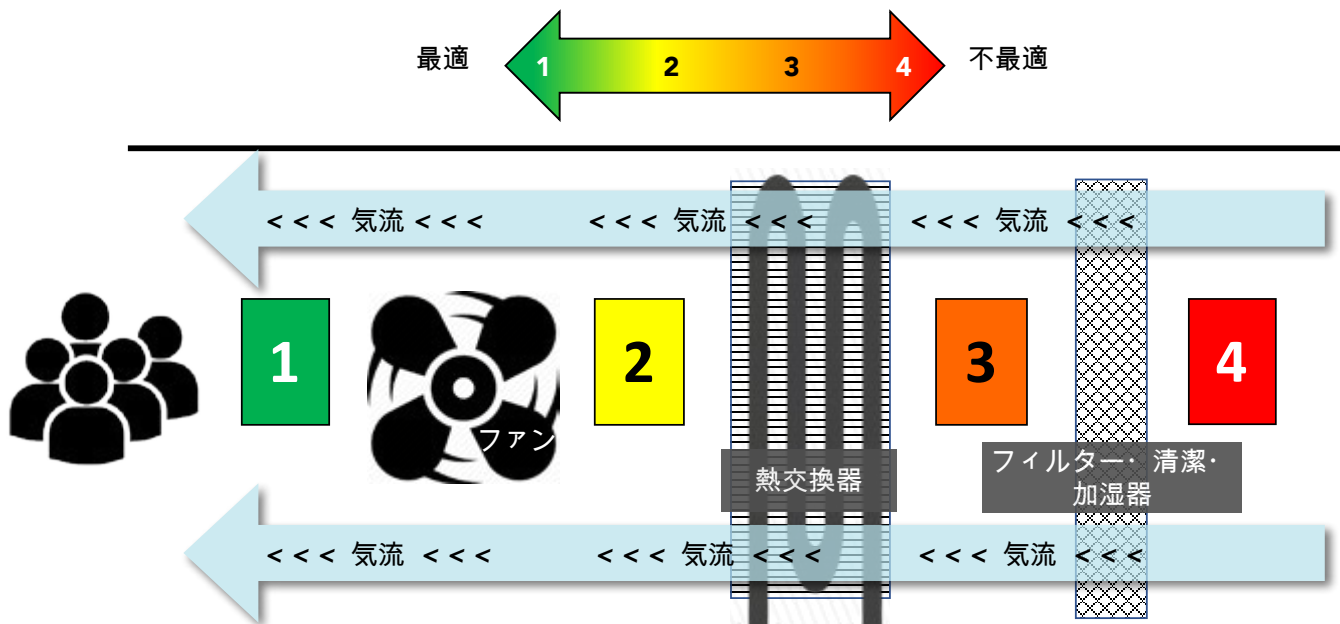 最適 1 2 3 4 不最適
< < < 気流 < < < < < < 気流 < < < < < < 気流 < < <
1 2 3 4
ファン
熱交換器
フィルター・清潔・
加湿器
< < < 気流 < < < < < < 気流 < < < < < < 気流 < < <